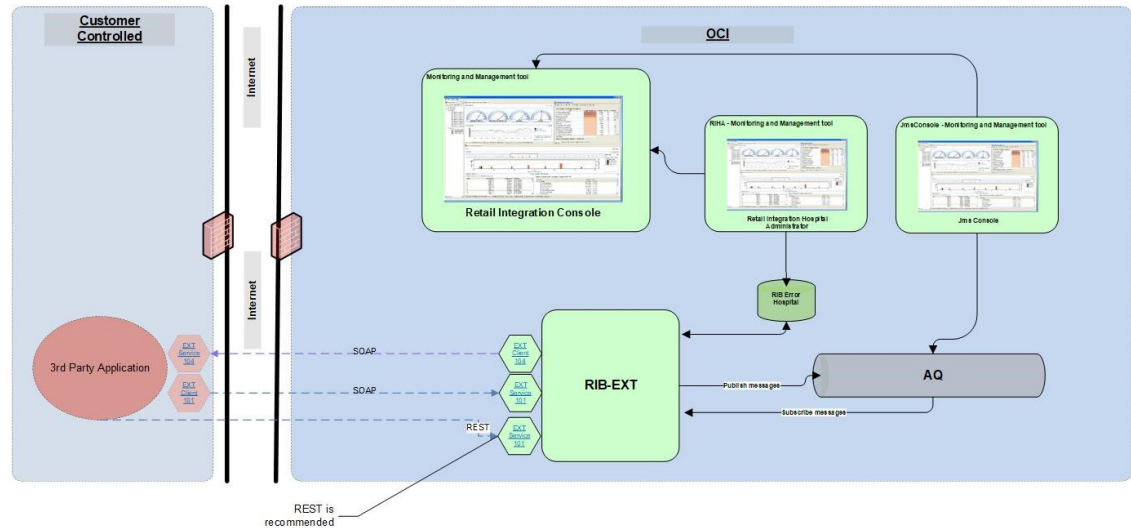 Customer
Controlled
Internet
OCI
Monitoring and Management tool
Retail Integration Console
RIHA - Monitoring and Management tool
Retail Integration Hospital
Administrator
JmsConsole - Monitoring and Management tool
Jms Console
Internet
RIB Error
Hospital
3rd Party Application
EXT
Service
104
EXT
Client
101
SOAP
SOAP
REST
EXT
Client
104
EXT
Service
101
EXT
Service
101
RIB-EXT
Publish messages
Subscribe messages
AQ
REST is
recommended